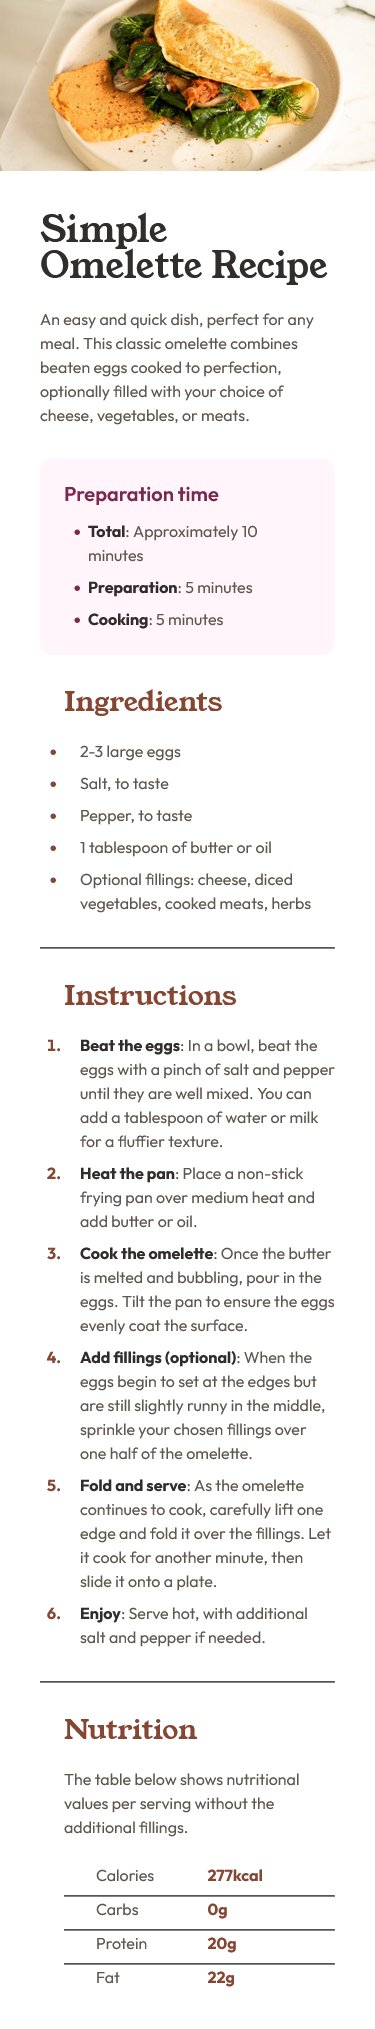 Simple
Omelette Recipe
An easy and quick dish, perfect for any
meal. This classic omelette combines
beaten eggs cooked to perfection,
optionally filled with your choice of
cheese, vegetables, or meats.
Preparation time
• Total: Approximately 10
minutes
• Preparation: 5 minutes
• Cooking: 5 minutes
Ingredients
• 2-3 large eggs
• Salt, to taste
• Pepper, to taste
• 1 tablespoon of butter or oil
• Optional fillings: cheese, diced
vegetables, cooked meats, herbs
Instructions
1. Beat the eggs: In a bowl, beat the
eggs with a pinch of salt and pepper
until they are well mixed. You can
add a tablespoon of water or milk
for a fluffier texture.
2. Heat the pan: Place a non-stick
frying pan over medium heat and
add butter or oil.
3. Cook the omelette: Once the butter
is melted and bubbling, pour in the
eggs. Tilt the pan to ensure the eggs
evenly coat the surface.
4. Add fillings (optional): When the
eggs begin to set at the edges but
are still slightly runny in the middle,
sprinkle your chosen fillings over
one half of the omelette.
5. Fold and serve: As the omelette
continues to cook, carefully lift one
edge and fold it over the fillings. Let
it cook for another minute, then
slide it onto a plate.
6. Enjoy: Serve hot, with additional
salt and pepper if needed.
Nutrition
The table below shows nutritional
values per serving without the
additional fillings.
Calories 277kcal
Carbs 0g
Protein 20g
Fat 22g